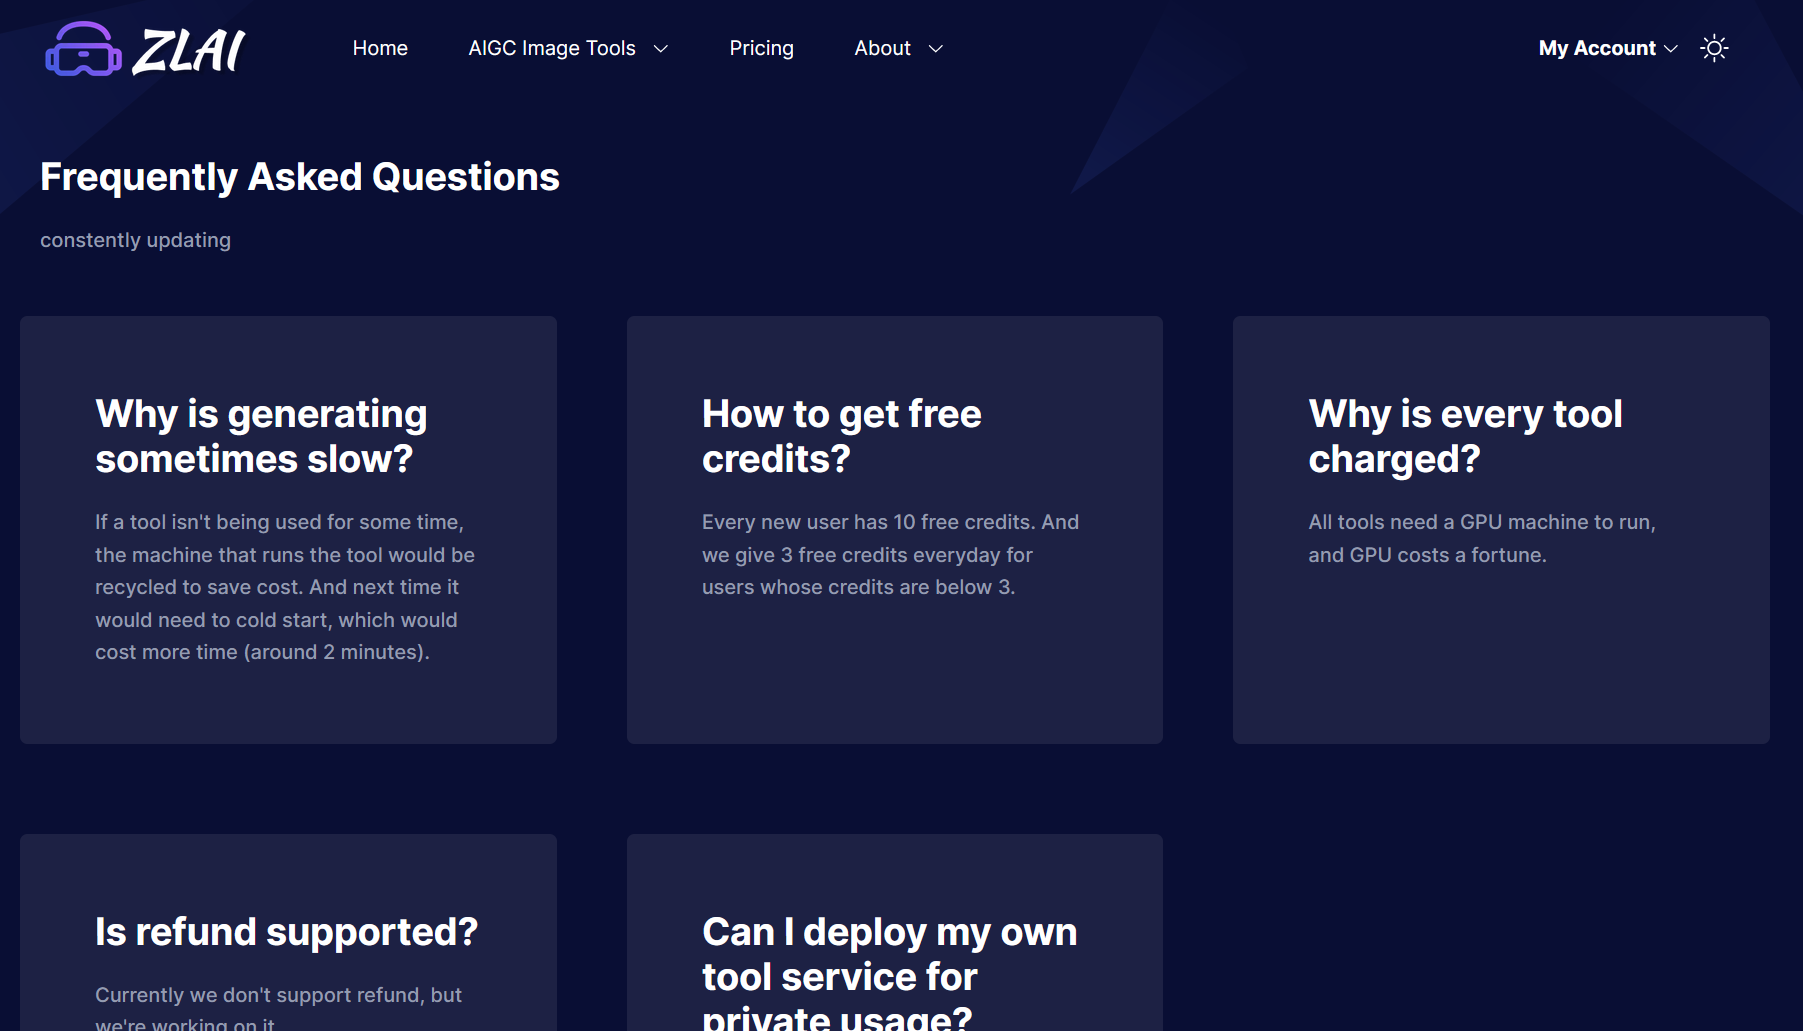 ZLAI
Home
AIGC Image Tools
Pricing
About
My Account
Frequently Asked Questions
constently updating
Why is generating
sometimes slow?
If a tool isn't being used for some time,
the machine that runs the tool would be
recycled to save cost. And next time it
would need to cold start, which would
cost more time (around 2 minutes).
How to get free
credits?
Every new user has 10 free credits. And
we give 3 free credits everyday for
users whose credits are below 3.
Why is every tool
charged?
All tools need a GPU machine to run,
and GPU costs a fortune.
Is refund supported?
Currently we don't support refund, but
we're working on it
Can I deploy my own
tool service for
private usage?